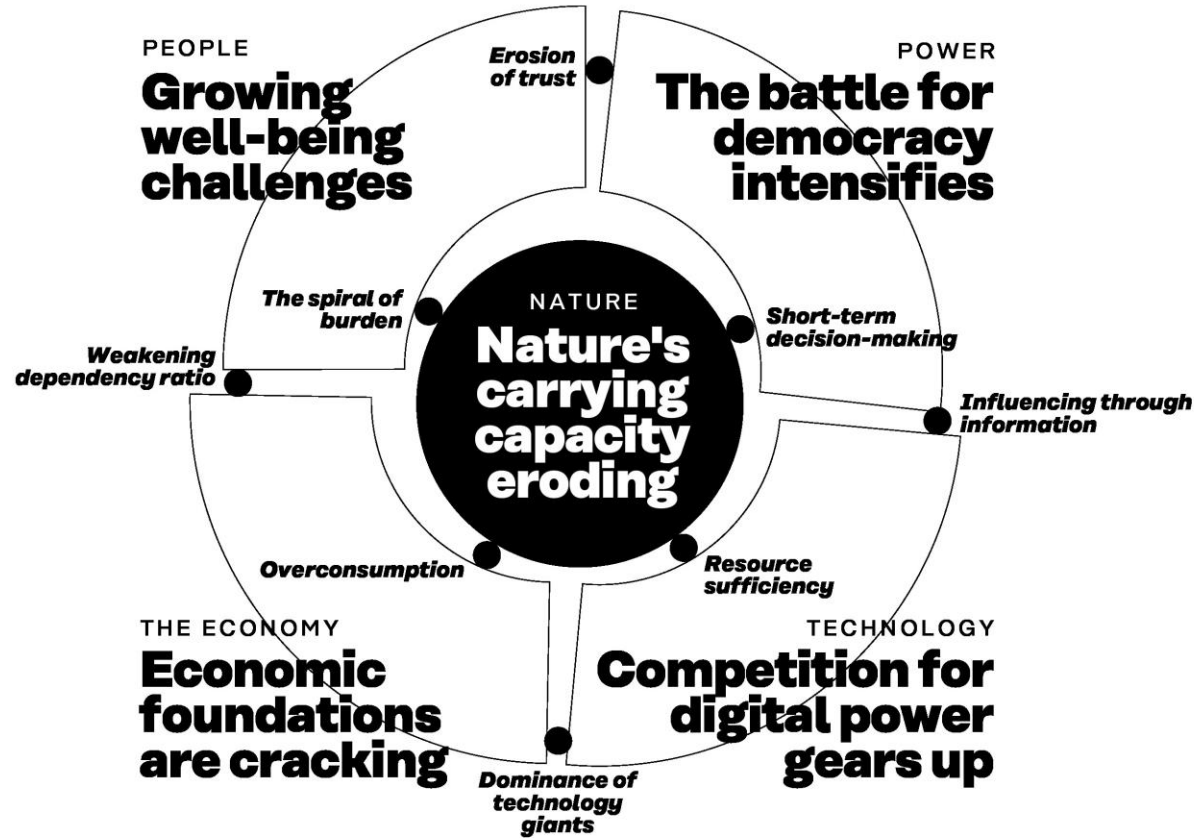 PEOPLE
Growing
well-being
challenges
Erosion
of trust
POWER
The battle for
democracy
intensifies
The spiral of
burden
Weakening
dependency ratio
NATURE
Nature's
carrying
capacity
eroding
Short-term
decision-making
Influencing through
information
Overconsumption
Resource
sufficiency
THE ECONOMY
Economic
foundations
are cracking
TECHNOLOGY
Competition for
digital power
gears up
Dominance of
technology
giants